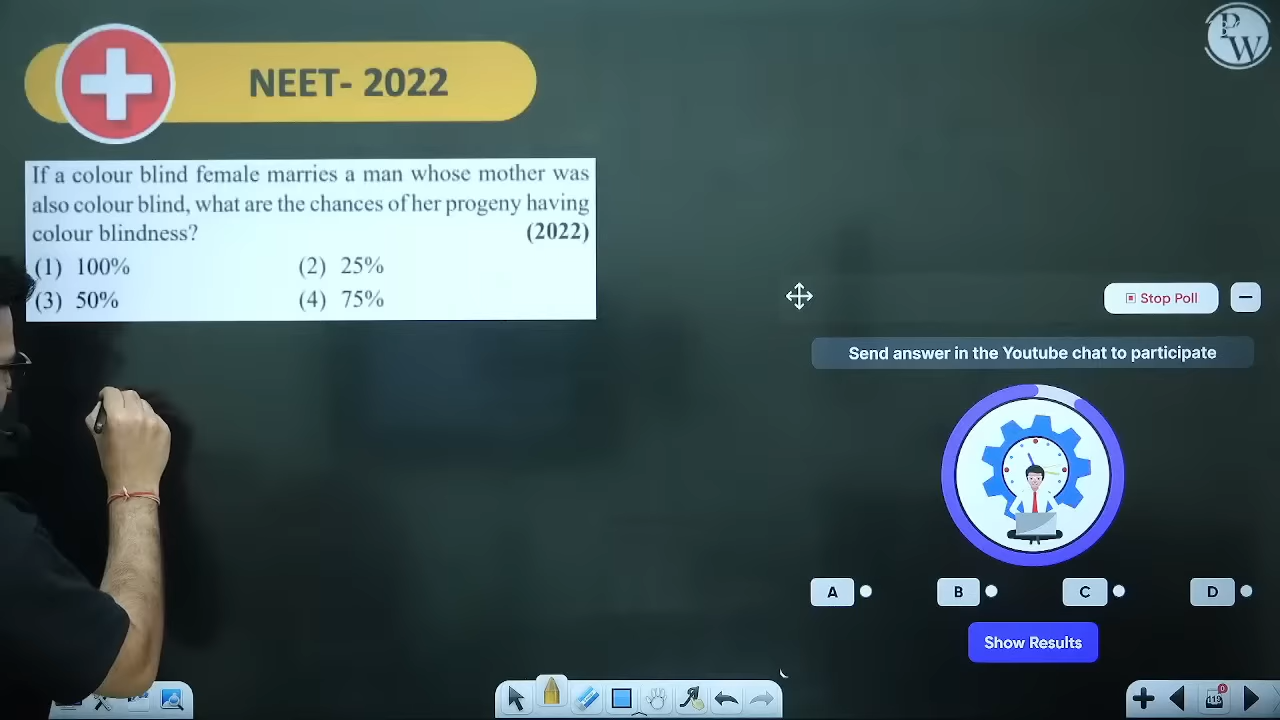 PW
NEET- 2022
If a colour blind female marries a man whose mother was
also colour blind, what are the chances of her progeny having
colour blindness?
(2022)
(1) 100%
(2) 25%
(3) 50%
(4) 75%
Stop Poll
Send answer in the Youtube chat to participate
A
B
C
D
Show Results